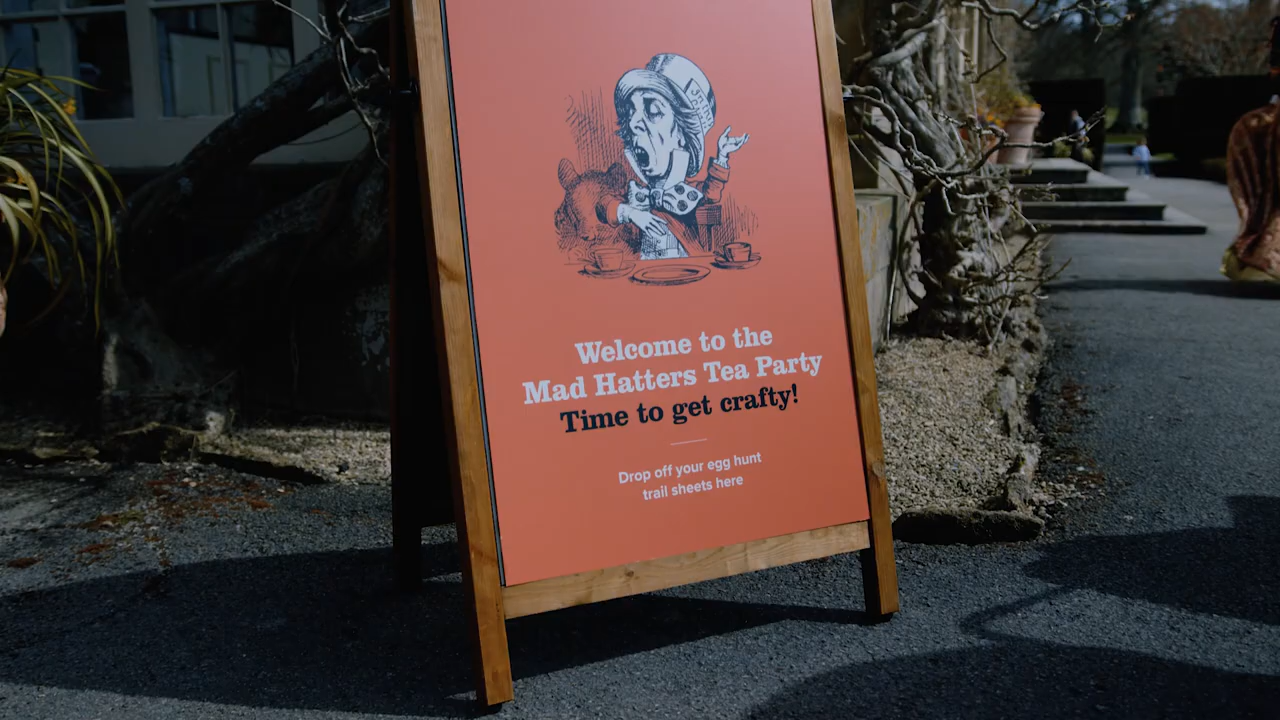 Welcome to the
Mad Hatters Tea Party
Time to get crafty!
Drop off your egg hunt
trail sheets here